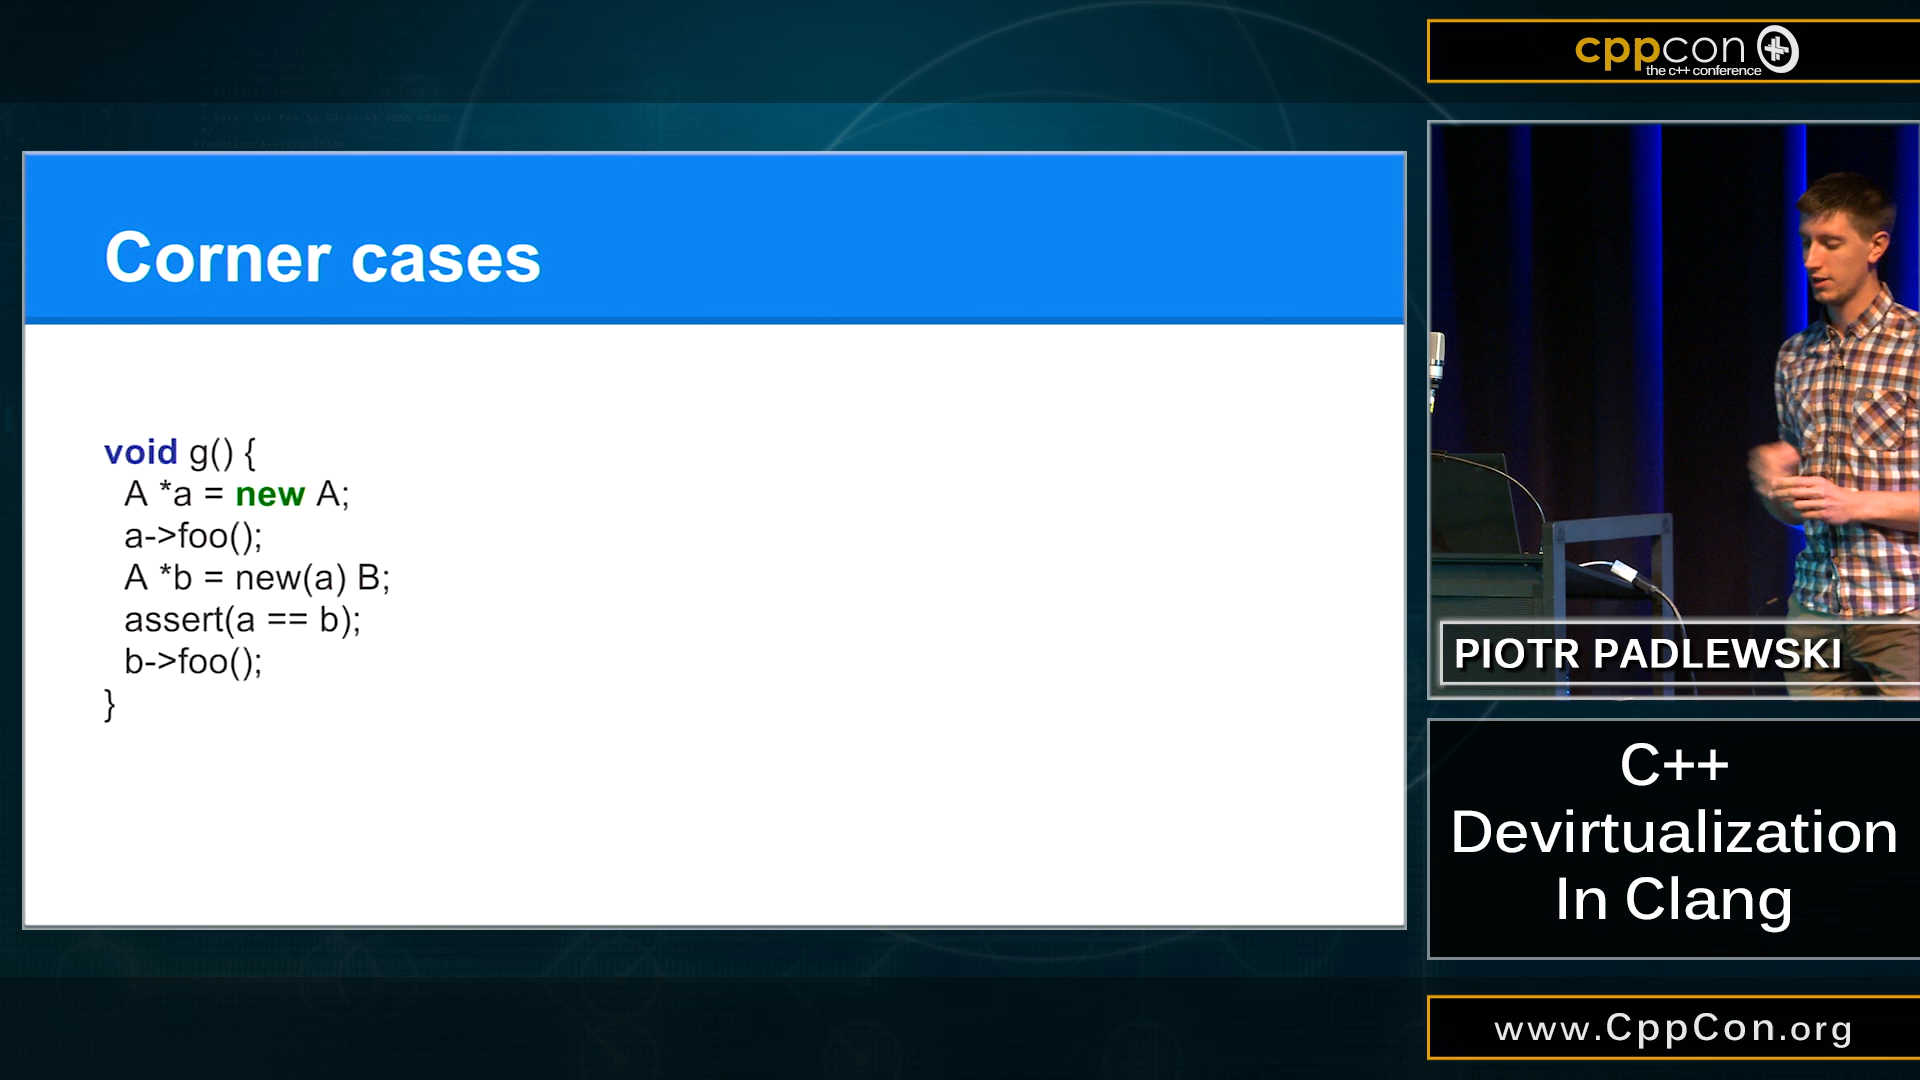 cppcon
the c++ conference
Corner cases
void g() {
A *a = new A;
a->foo();
A *b = new(a) B;
assert(a == b);
b->foo();
}
PIOTR PADLEWSKI
C++
Devirtualization
In Clang
www.CppCon.org